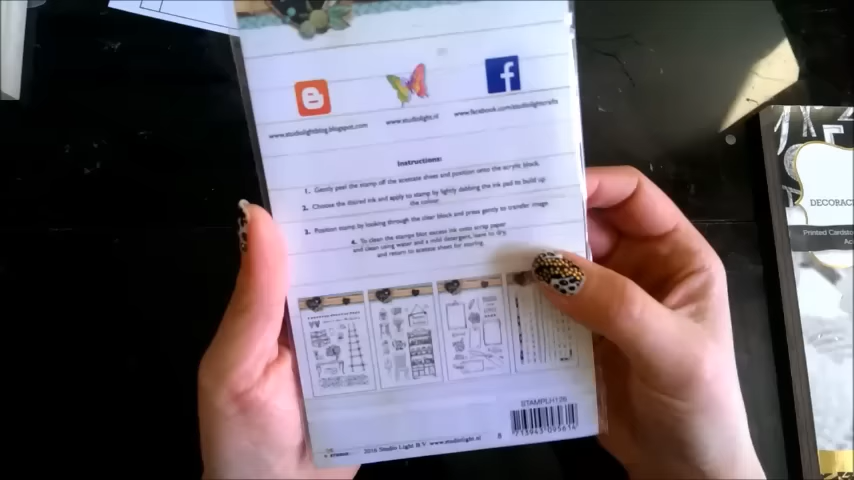 www.studiolightblog.blogspot.com
www.studiolight.nl
www.facebook.com/studiolightcrafts
Instructions:
1. Gently peel the stamp off the acetate sheet and position onto the acrylic block.
2. Choose the desired ink and apply to stamp by lightly dabbing the ink pad to build up
the colour.
3. Position stamp by looking through the clear block and press gently to transfer image
4. To clean the stamps blot excess ink onto scrap paper
and clean using water and a mild detergent, leave to dry,
and return to acetate sheet for storing.
STAMPLH126
8 713943 095614
2016 Studio Light B.V. www.studiolight.nl
DECORAC
Printed Cardsto
Ac